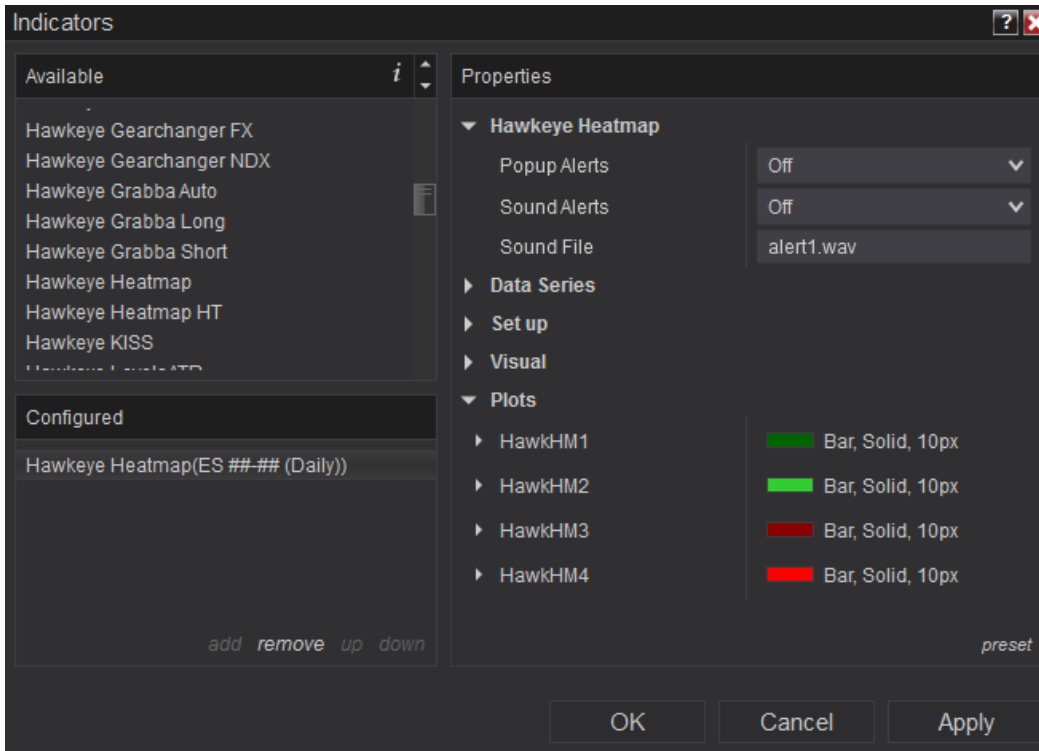 Indicators
?
Available i
Hawkeye Gearchanger FX
Hawkeye Gearchanger NDX
Hawkeye Grabba Auto
Hawkeye Grabba Long
Hawkeye Grabba Short
Hawkeye Heatmap
Hawkeye Heatmap HT
Hawkeye KISS
Configured
Hawkeye Heatmap(ES ##-## (Daily))
add remove up down
Properties
Hawkeye Heatmap
Popup Alerts Off
Sound Alerts Off
Sound File alert1.wav
Data Series
Set up
Visual
Plots
HawkHM1 Bar, Solid, 10px
HawkHM2 Bar, Solid, 10px
HawkHM3 Bar, Solid, 10px
HawkHM4 Bar, Solid, 10px
preset
OK Cancel Apply